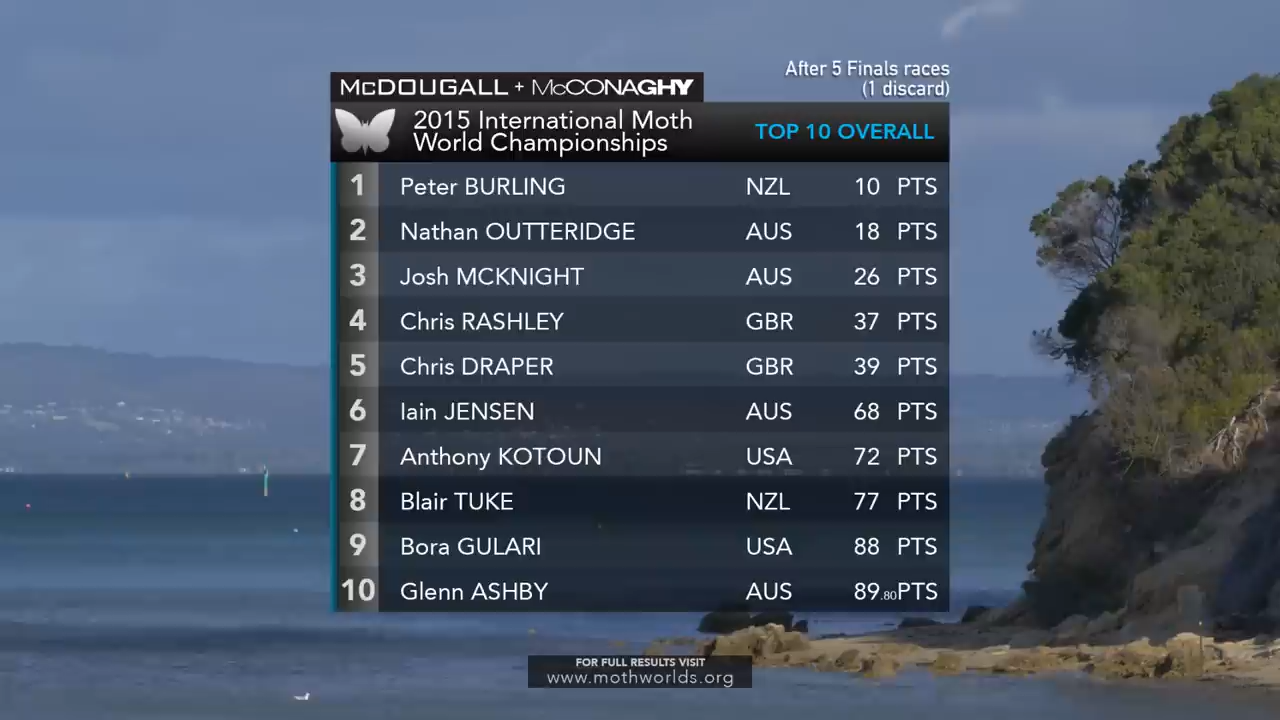 McDOUGALL + McCONAGHY
After 5 Finals races
(1 discard)
2015 International Moth
World Championships
TOP 10 OVERALL
1 Peter BURLING NZL 10 PTS
2 Nathan OUTTERIDGE AUS 18 PTS
3 Josh MCKNIGHT AUS 26 PTS
4 Chris RASHLEY GBR 37 PTS
5 Chris DRAPER GBR 39 PTS
6 Iain JENSEN AUS 68 PTS
7 Anthony KOTOUN USA 72 PTS
8 Blair TUKE NZL 77 PTS
9 Bora GULARI USA 88 PTS
10 Glenn ASHBY AUS 89.80 PTS
FOR FULL RESULTS VISIT
www.mothworlds.org